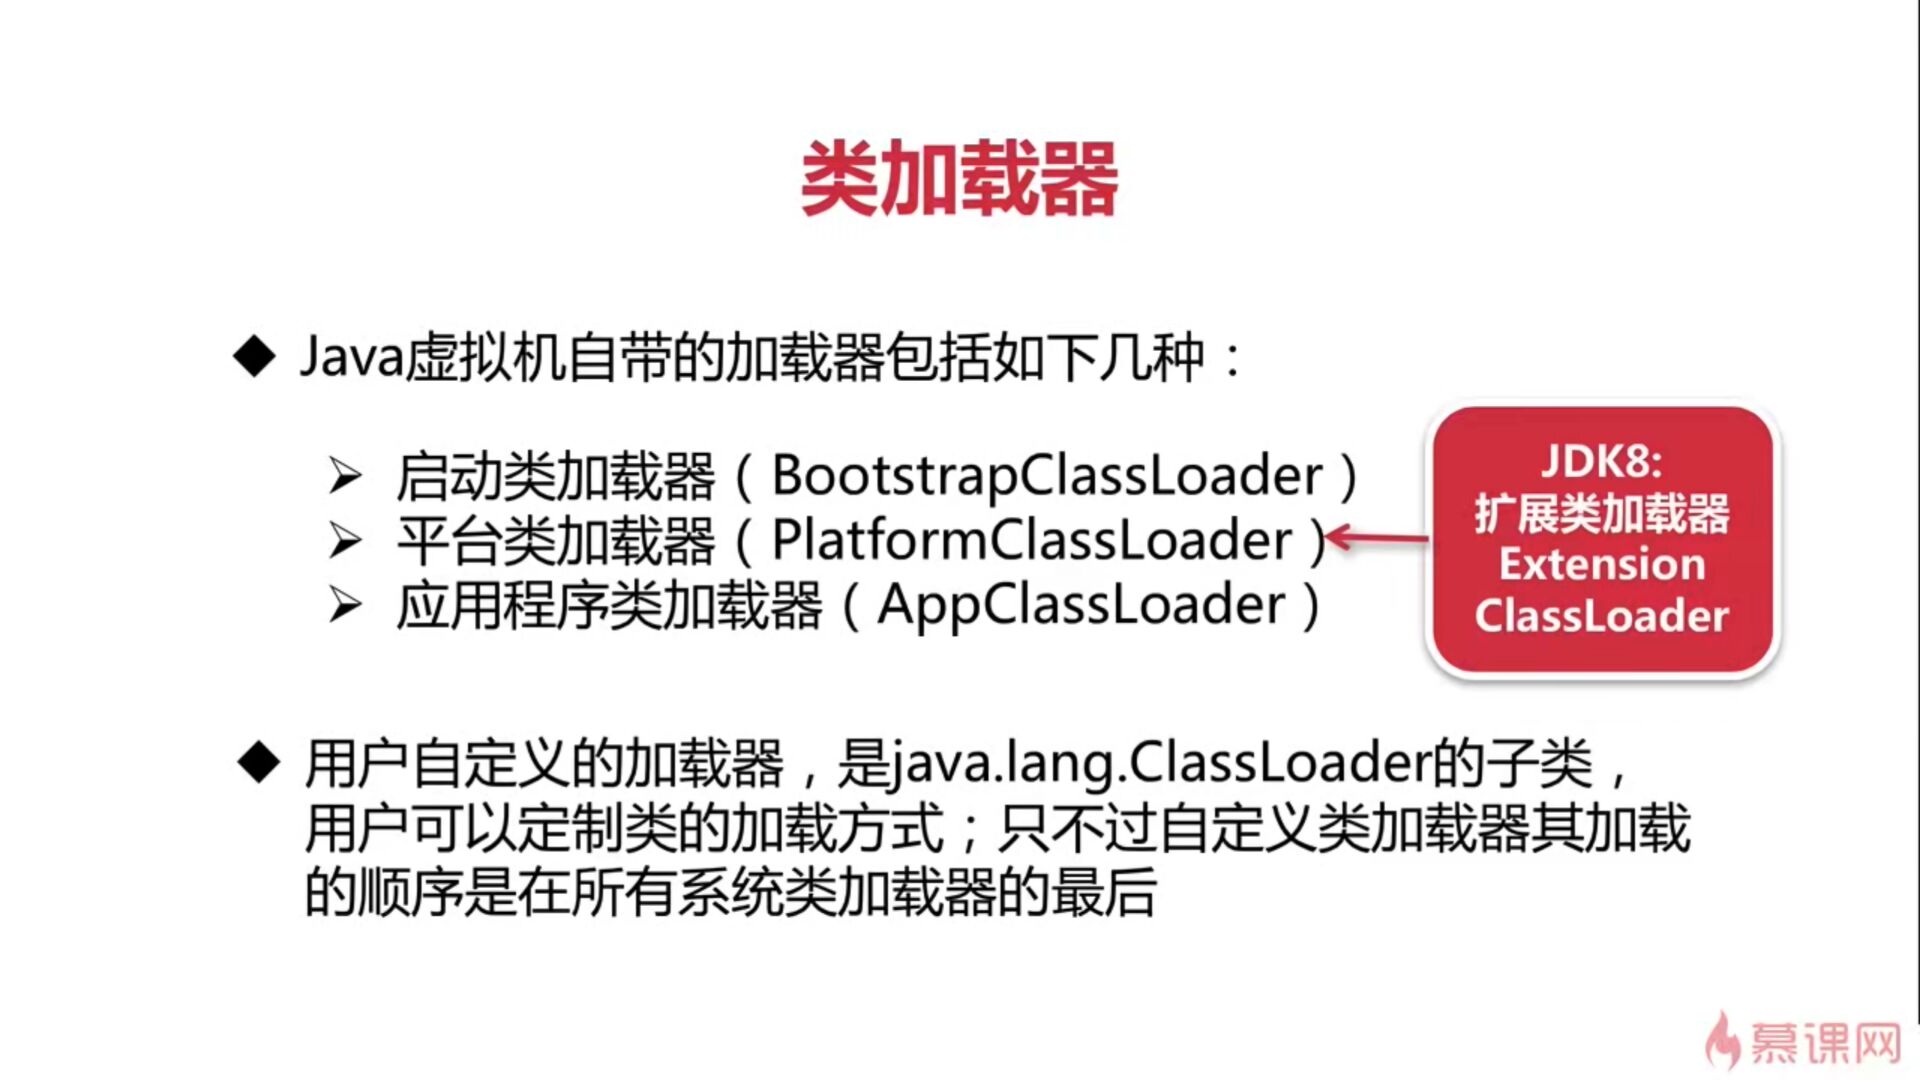 类加载器
Java虚拟机自带的加载器包括如下几种：
启动类加载器（BootstrapClassLoader）
平台类加载器（PlatformClassLoader）
应用程序类加载器（AppClassLoader）
JDK8:
扩展类加载器
Extension
ClassLoader
用户自定义的加载器，是java.lang.ClassLoader的子类，
用户可以定制类的加载方式；只不过自定义类加载器其加载
的顺序是在所有系统类加载器的最后
慕课网